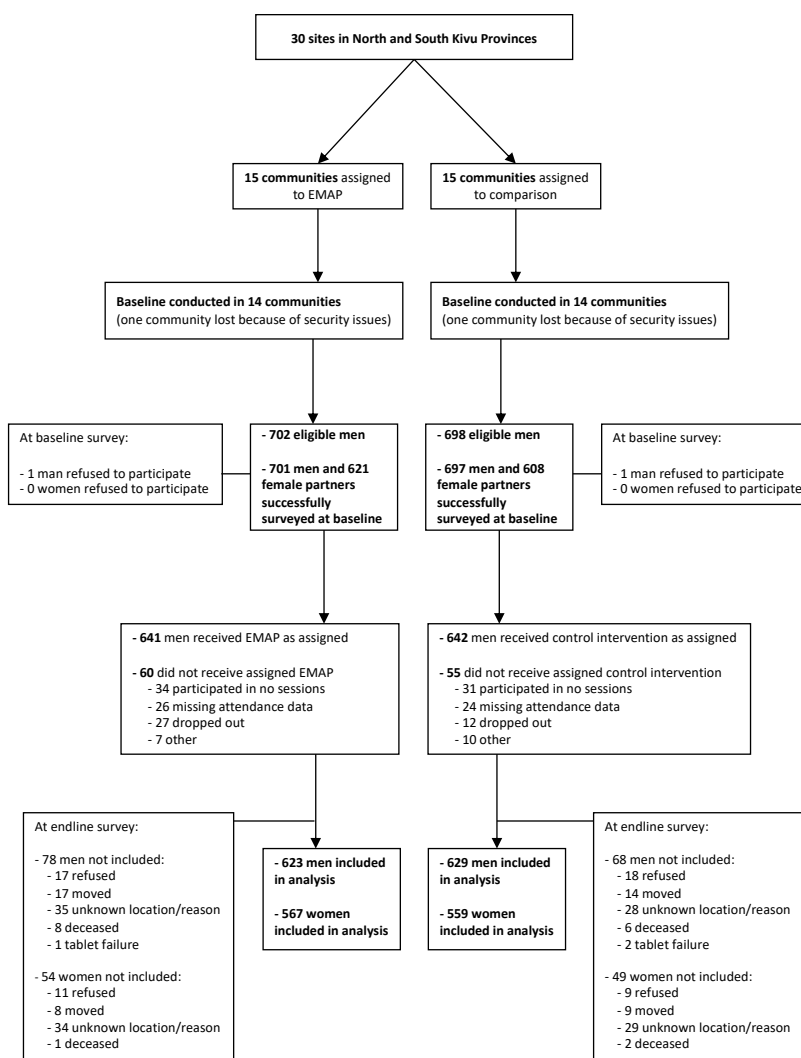 30 sites in North and South Kivu Provinces
15 communities assigned
to EMAP
15 communities assigned
to comparison
Baseline conducted in 14 communities
(one community lost because of security issues)
Baseline conducted in 14 communities
(one community lost because of security issues)
At baseline survey:
- 1 man refused to participate
- 0 women refused to participate
- 702 eligible men
- 701 men and 621
female partners
successfully
surveyed at baseline
- 698 eligible men
- 697 men and 608
female partners
successfully
surveyed at baseline
At baseline survey:
- 1 man refused to participate
- 0 women refused to participate
- 641 men received EMAP as assigned
- 60 did not receive assigned EMAP
- 34 participated in no sessions
- 26 missing attendance data
- 27 dropped out
- 7 other
- 642 men received control intervention as assigned
- 55 did not receive assigned control intervention
- 31 participated in no sessions
- 24 missing attendance data
- 12 dropped out
- 10 other
At endline survey:
- 78 men not included:
- 17 refused
- 17 moved
- 35 unknown location/reason
- 8 deceased
- 1 tablet failure
- 54 women not included:
- 11 refused
- 8 moved
- 34 unknown location/reason
- 1 deceased
- 623 men included
in analysis
- 567 women
included in analysis
- 629 men included
in analysis
- 559 women
included in analysis
At endline survey:
- 68 men not included:
- 18 refused
- 14 moved
- 28 unknown location/reason
- 6 deceased
- 2 tablet failure
- 49 women not included:
- 9 refused
- 9 moved
- 29 unknown location/reason
- 2 deceased